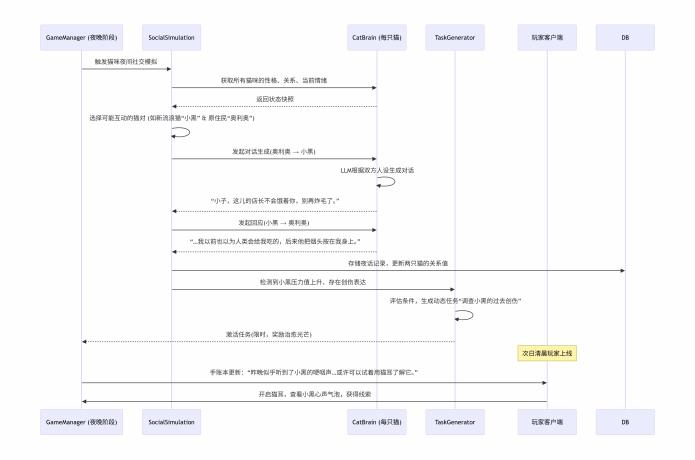 GameManager (夜晚阶段)
SocialSimulation
CatBrain (每只猫)
TaskGenerator
玩家客户端
DB
触发猫咪夜间社交模拟
获取所有猫咪的性格、关系、当前情绪
返回状态快照
选择可能互动的猫对 (如新流浪猫“小黑” & 原住民“奥利奥”)
发起对话生成(奥利奥 → 小黑)
LLM根据双方人设生成对话
“小子，这儿的店长不会饿着你，别再炸毛了。”
发起回应(小黑 → 奥利奥)
“...我以前也以为人类会给我吃的，后来他把烟头按在我身上。”
存储夜话记录，更新两只猫的关系值
检测到小黑压力值上升、存在创伤表达
评估条件，生成动态任务“调查小黑的过去创伤”
激活任务(限时，奖励治愈光芒)
次日清晨玩家上线
手账本更新：“昨晚似乎听到了小黑的哽咽声...或许可以试着用猫耳了解它。”
开启猫耳，查看小黑心声气泡，获得线索
GameManager (夜晚阶段)
SocialSimulation
CatBrain (每只猫)
TaskGenerator
玩家客户端
DB